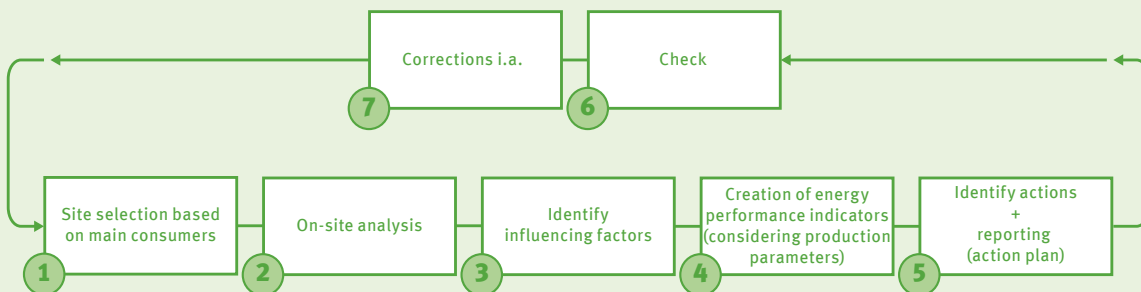 Corrections i.a.
7
Check
6
Site selection based
on main consumers
1
On-site analysis
2
Identify
influencing factors
3
Creation of energy
performance indicators
(considering production
parameters)
4
Identify actions
+
reporting
(action plan)
5